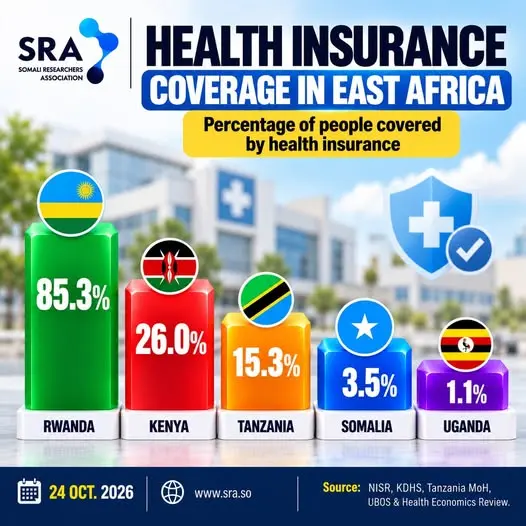 SRA
SOMALI RESEARCHERS
ASSOCIATION
HEALTH INSURANCE
COVERAGE IN EAST AFRICA
Percentage of people covered
by health insurance
85.3%
26.0%
15.3%
3.5%
1.1%
RWANDA
KENYA
TANZANIA
SOMALIA
UGANDA
24 OCT. 2026
www.sra.so
Source: NISR, KDHS, Tanzania MoH,
UBOS & Health Economics Review.